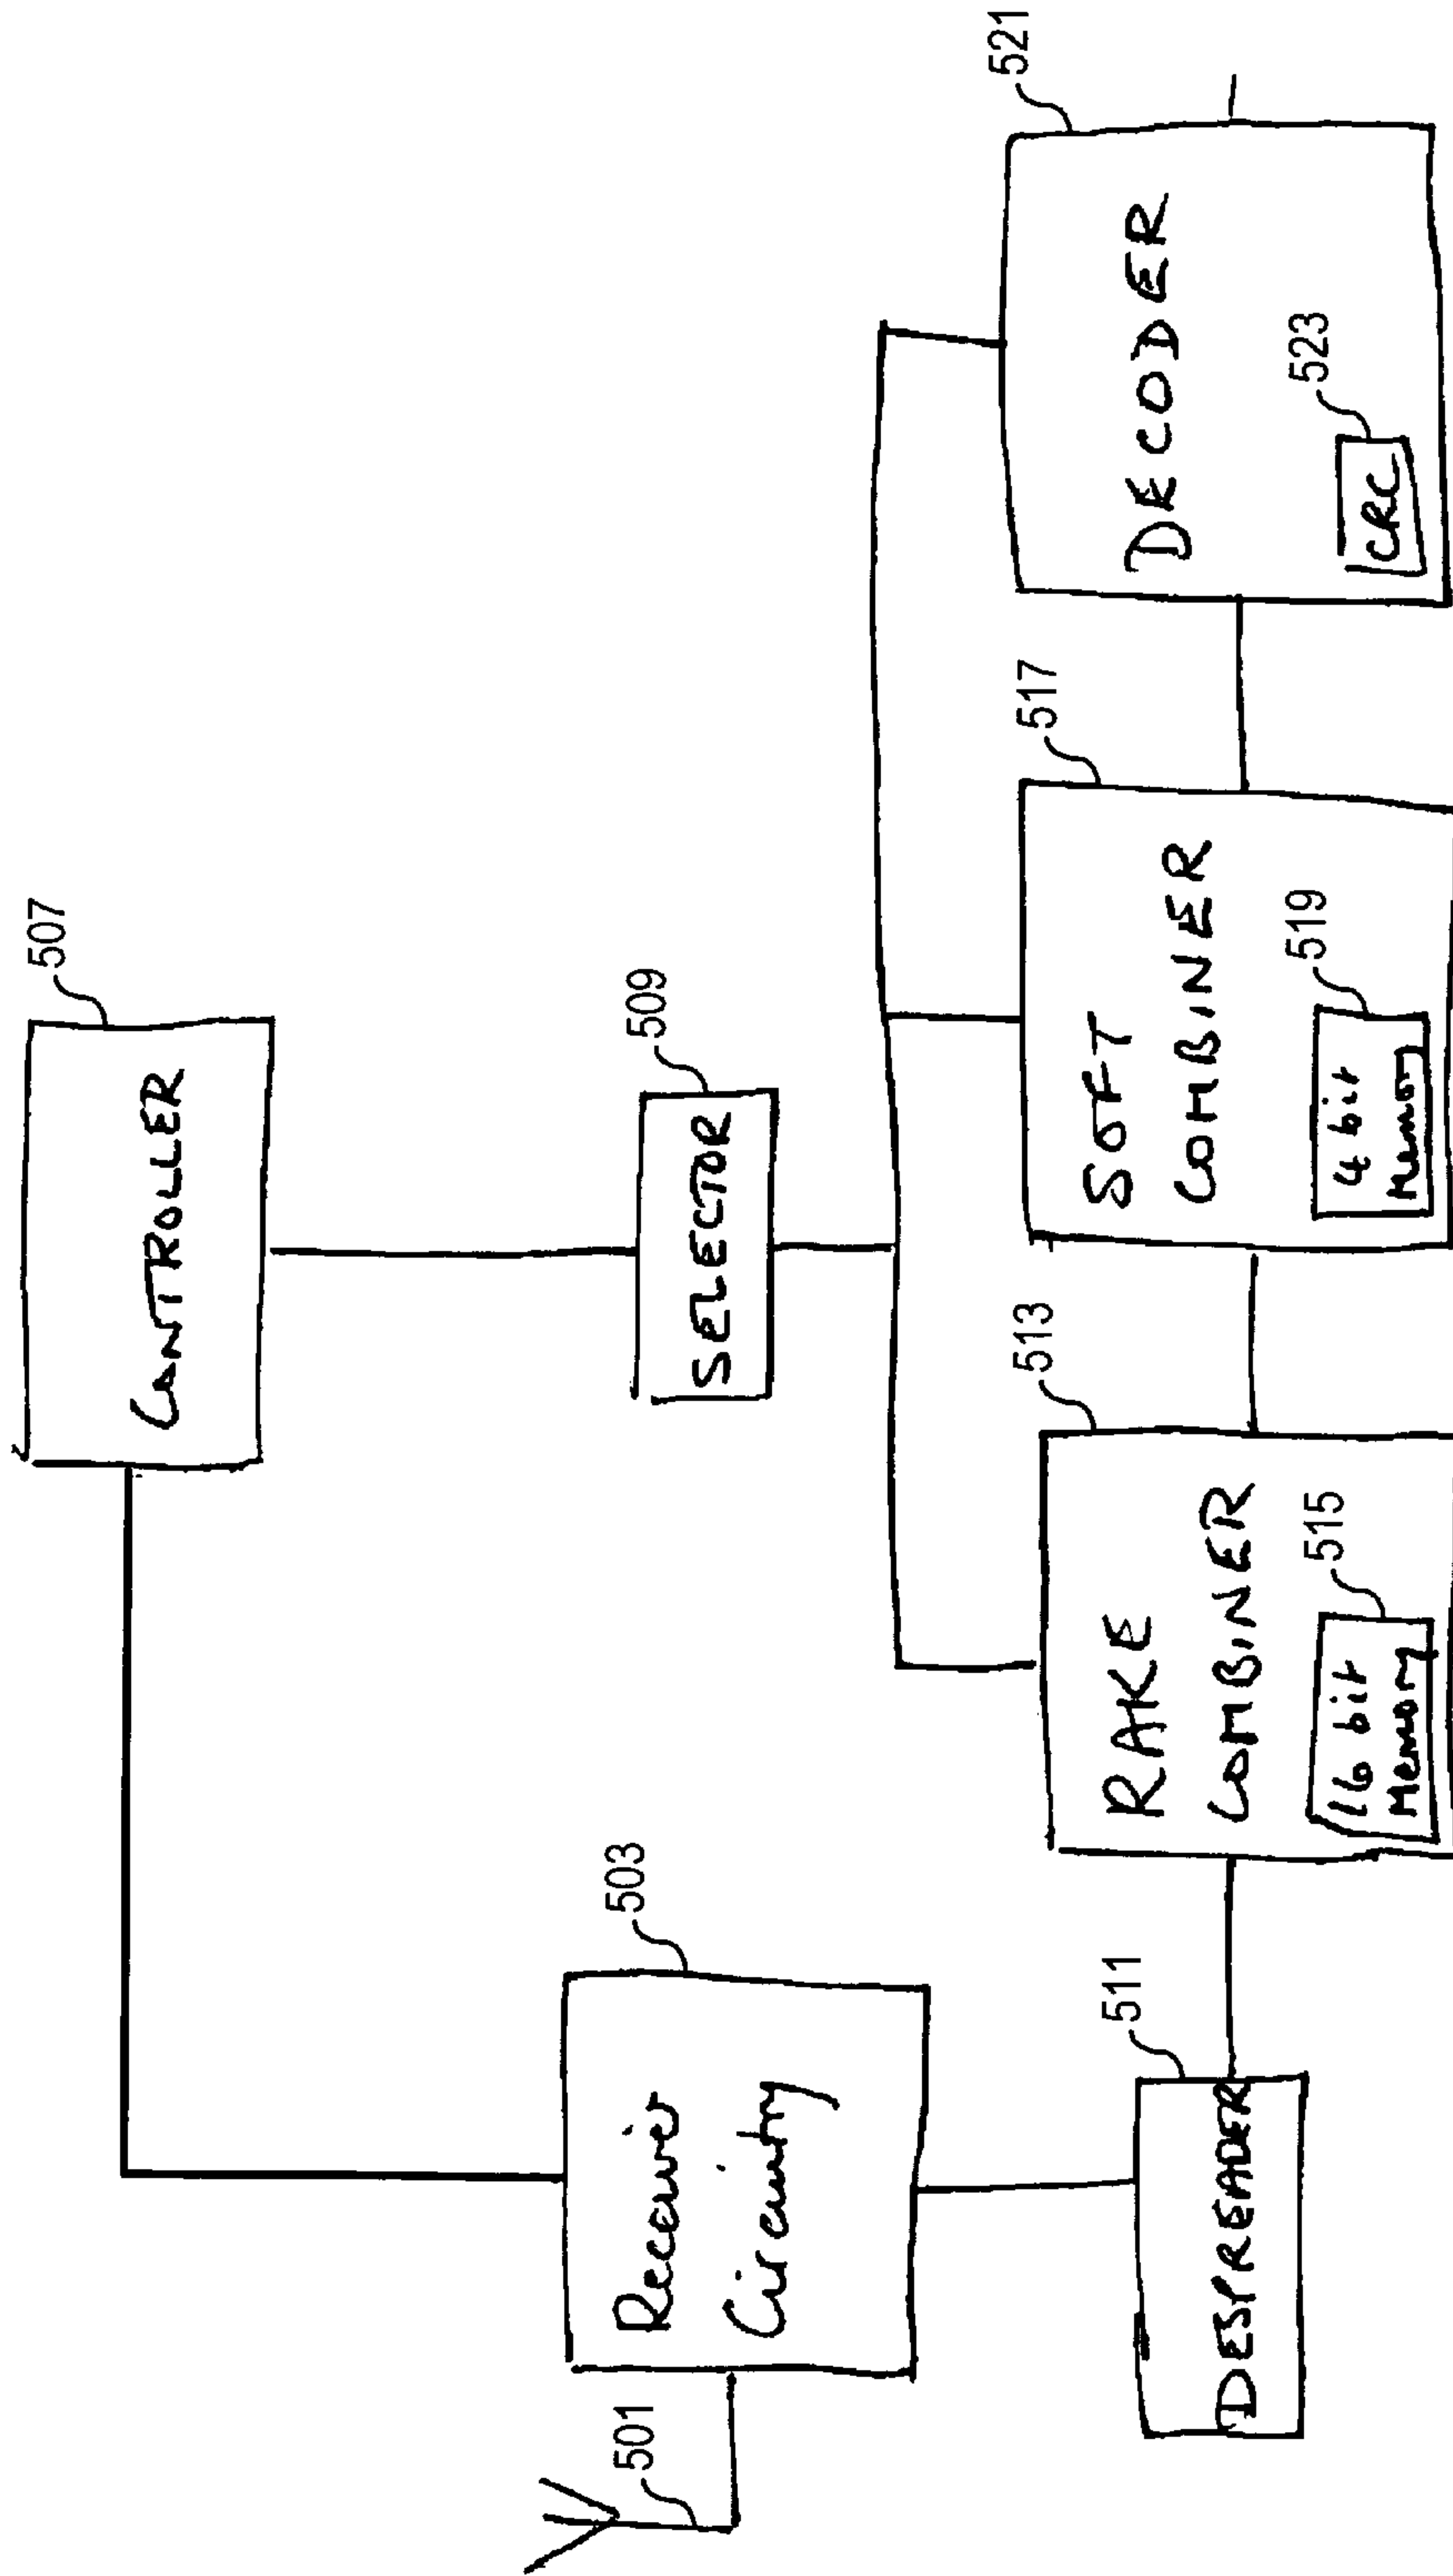 507
CONTROLLER
509
SELECTOR
503
Receiver
Circuitry
501
511
DESPREADER
513
RAKE
COMBINER
515
16 bit
Memory
517
SOFT
COMBINER
519
4 bit
Memory
521
DECODER
523
CRC